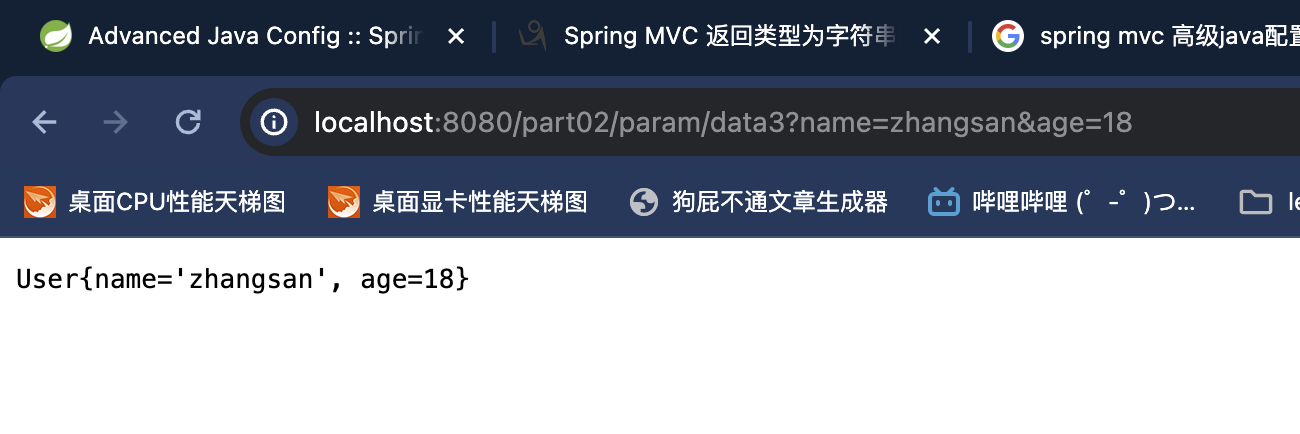 Advanced Java Config :: Spri
Spring MVC 返回类型为字符串
spring mvc 高级java配置
localhost:8080/part02/param/data3?name=zhangsan&age=18
桌面CPU性能天梯图
桌面显卡性能天梯图
狗屁不通文章生成器
哔哩哔哩 (゜-゜)つ...
le
User{name='zhangsan', age=18}